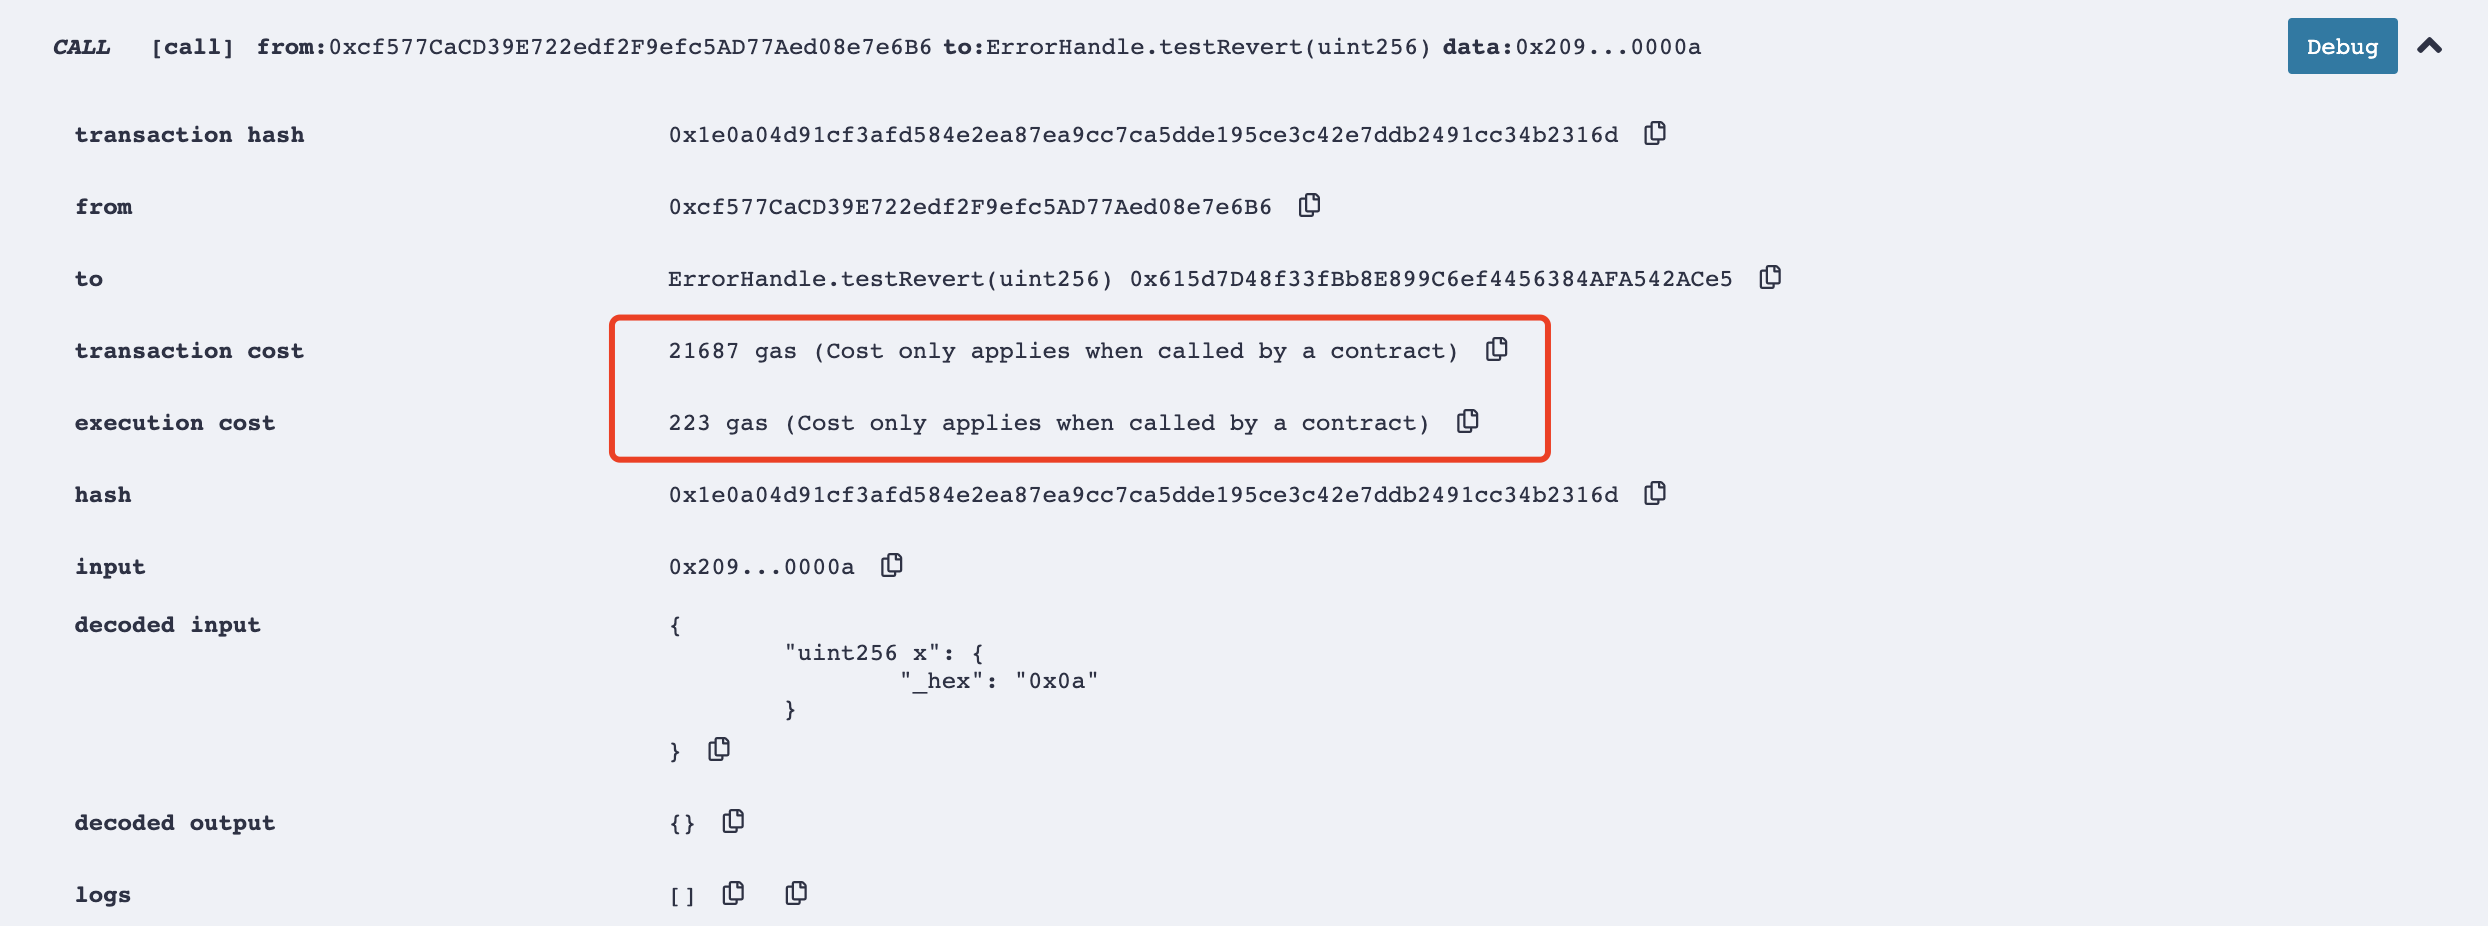 CALL [call] from:0xcf577CaCD39E722edf2F9efc5AD77Aed08e7e6B6 to:ErrorHandle.testRevert(uint256) data:0x209...0000a Debug
transaction hash 0x1e0a04d91cf3afd584e2ea87ea9cc7ca5dde195ce3c42e7ddb2491cc34b2316d
from 0xcf577CaCD39E722edf2F9efc5AD77Aed08e7e6B6
to ErrorHandle.testRevert(uint256) 0x615d7D48f33fBb8E899C6ef4456384AFA542ACe5
transaction cost 21687 gas (Cost only applies when called by a contract)
execution cost 223 gas (Cost only applies when called by a contract)
hash 0x1e0a04d91cf3afd584e2ea87ea9cc7ca5dde195ce3c42e7ddb2491cc34b2316d
input 0x209...0000a
decoded input {
"uint256 x": {
"_hex": "0x0a"
}
}
decoded output {}
logs []